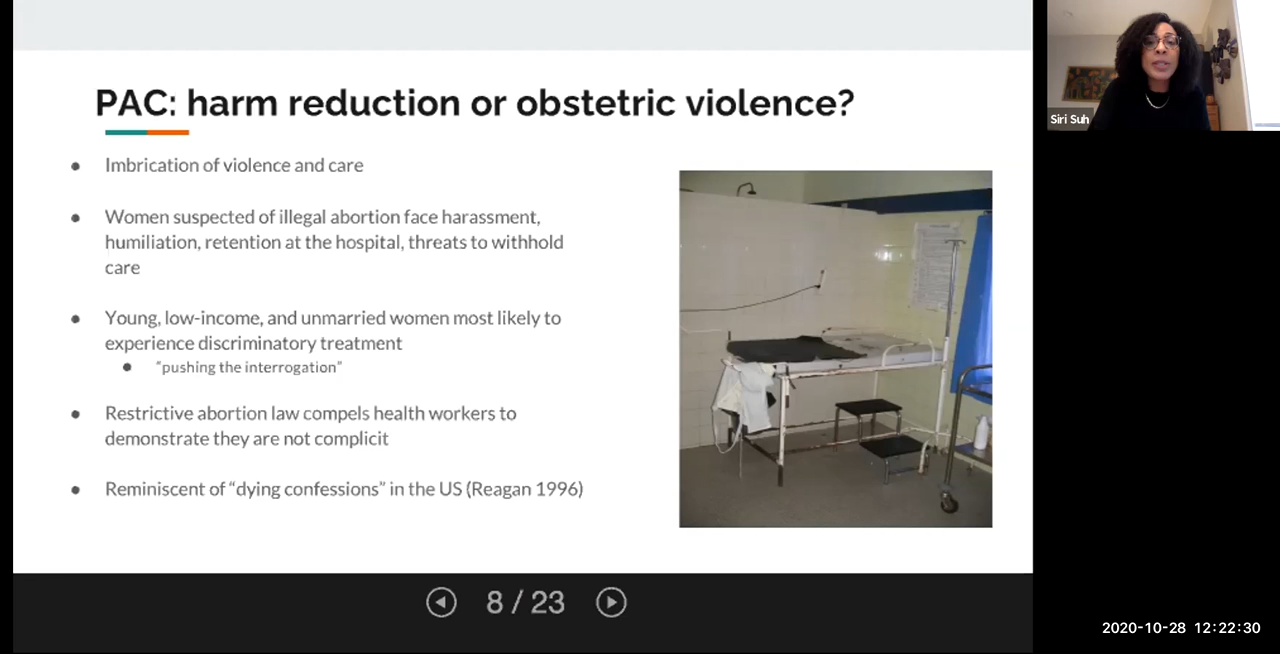 PAC: harm reduction or obstetric violence?
Imbrication of violence and care
Women suspected of illegal abortion face harassment,
humiliation, retention at the hospital, threats to withhold
care
Young, low-income, and unmarried women most likely to
experience discriminatory treatment
"pushing the interrogation"
Restrictive abortion law compels health workers to
demonstrate they are not complicit
Reminiscent of “dying confessions” in the US (Reagan 1996)
8 / 23
Siri Suh
2020-10-28 12:22:30